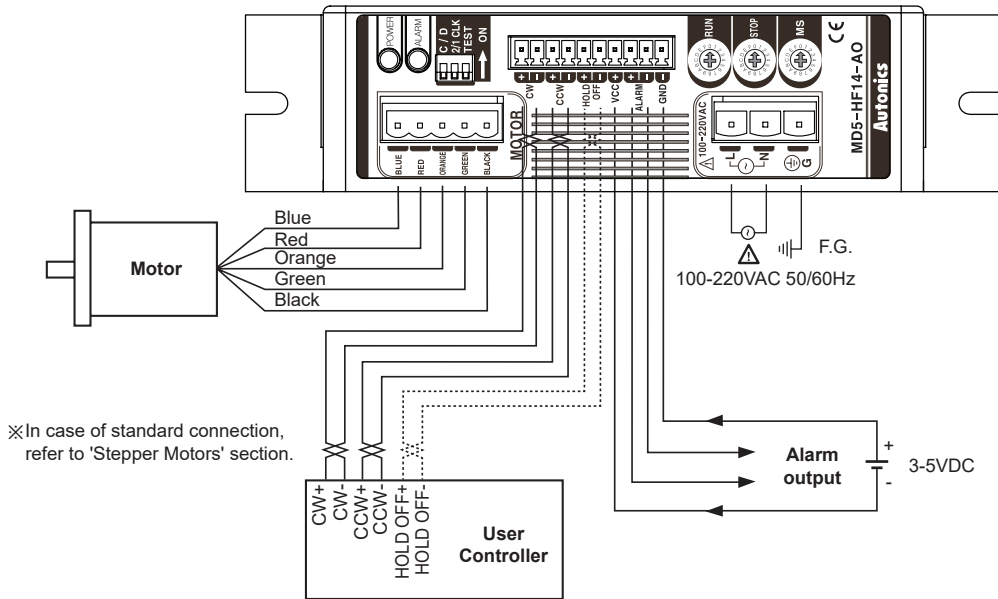 POWER
ALARM
C / D
2/1 CLK
TEST
ON
+
-
CW
+
-
CCW
+
-
HOLD
OFF
VCC
+
-
ALARM
-
GND
RUN
STOP
MS
CE
MD5-HF14-AO
Autonics
MOTOR
BLUE
RED
ORANGE
GREEN
BLACK
100-220VAC
L
N
G
Motor
Blue
Red
Orange
Green
Black
F.G.
100-220VAC 50/60Hz
※In case of standard connection,
refer to 'Stepper Motors' section.
CW+
CW-
CCW+
CCW-
HOLD OFF+
HOLD OFF-
User
Controller
Alarm
output
+
-
3-5VDC